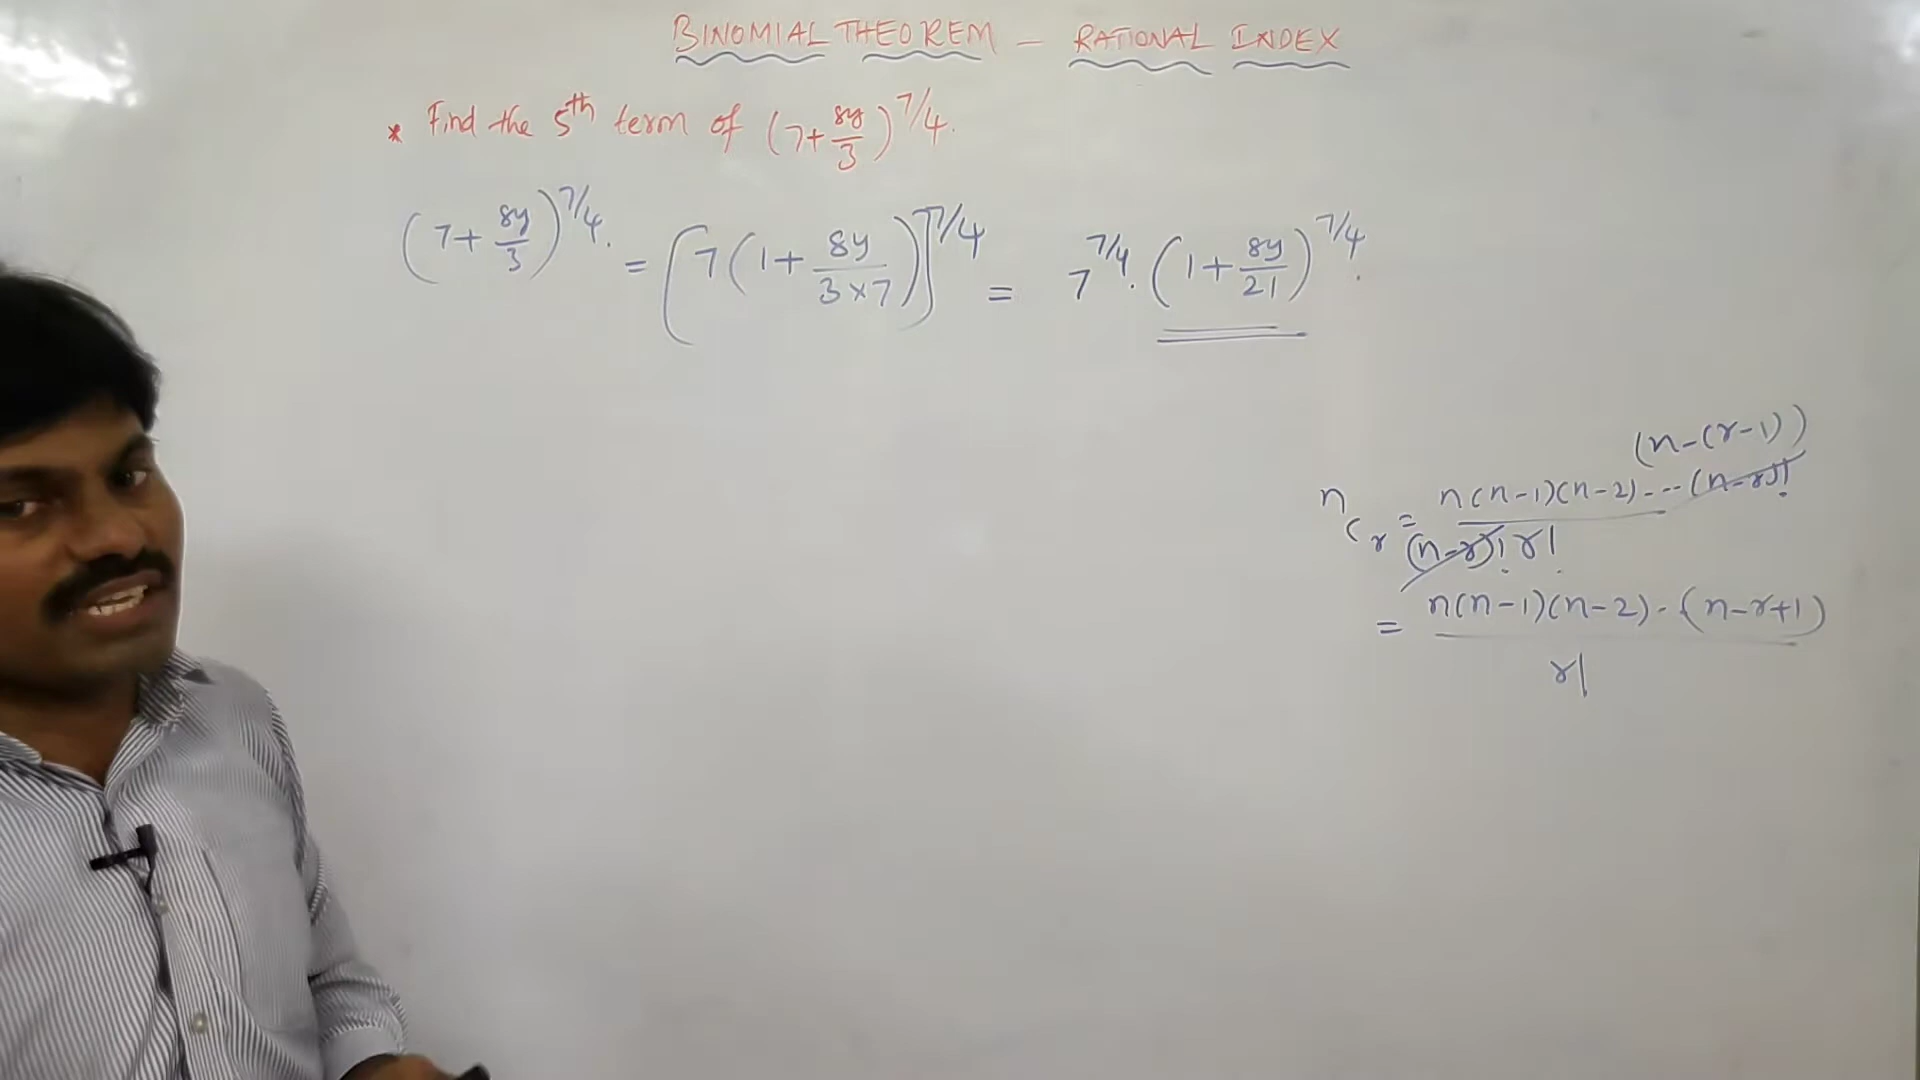 BINOMIAL THEOREM – RATIONAL INDEX
* Find the 5th term of (7+8y/3)^7/4.
(7+8y/3)^7/4. = [7(1+8y/3×7)]^7/4 = 7^7/4 . (1+8y/21)^7/4.
(n-(r-1))
nCr = n(n-1)(n-2)---(n-r)! / (n-r)! r!
= n(n-1)(n-2)-(n-r+1) / r!